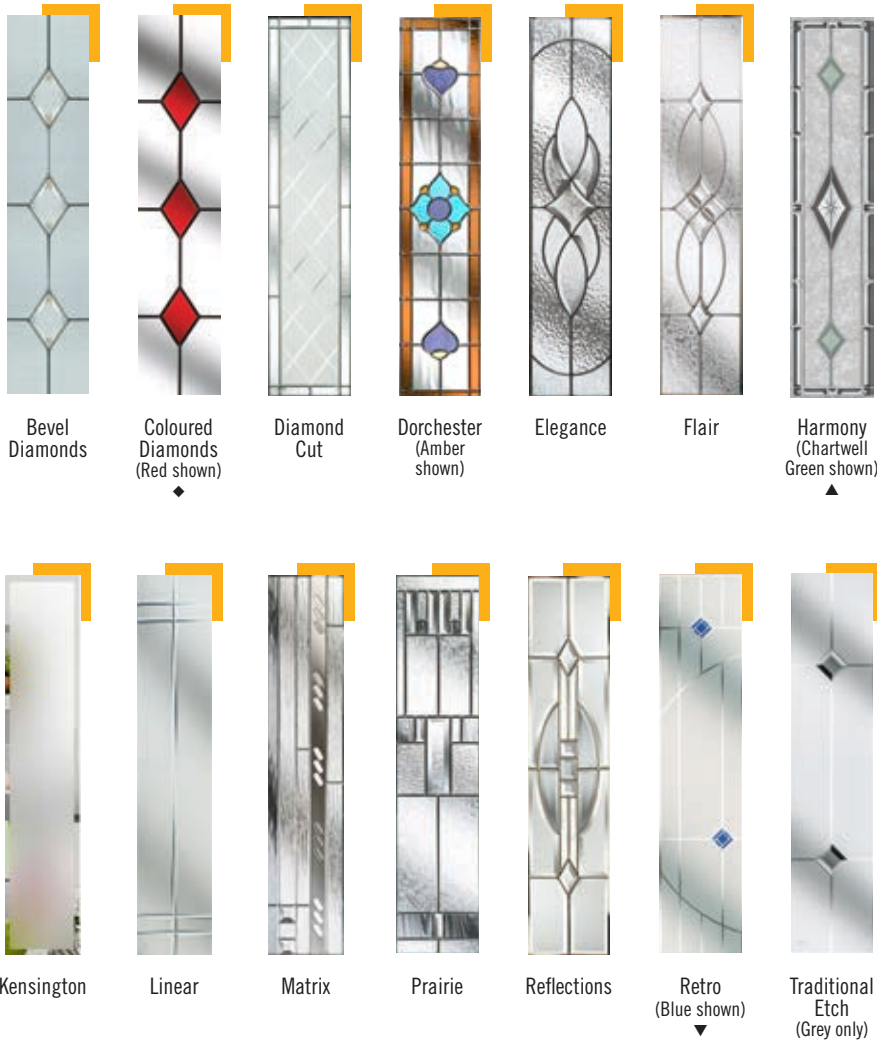 Bevel
Diamonds
Coloured
Diamonds
(Red shown)
◆
Diamond
Cut
Dorchester
(Amber
shown)
Elegance
Flair
Harmony
(Chartwell
Green shown)
▲
Kensington
Linear
Matrix
Prairie
Reflections
Retro
(Blue shown)
▼
Traditional
Etch
(Grey only)